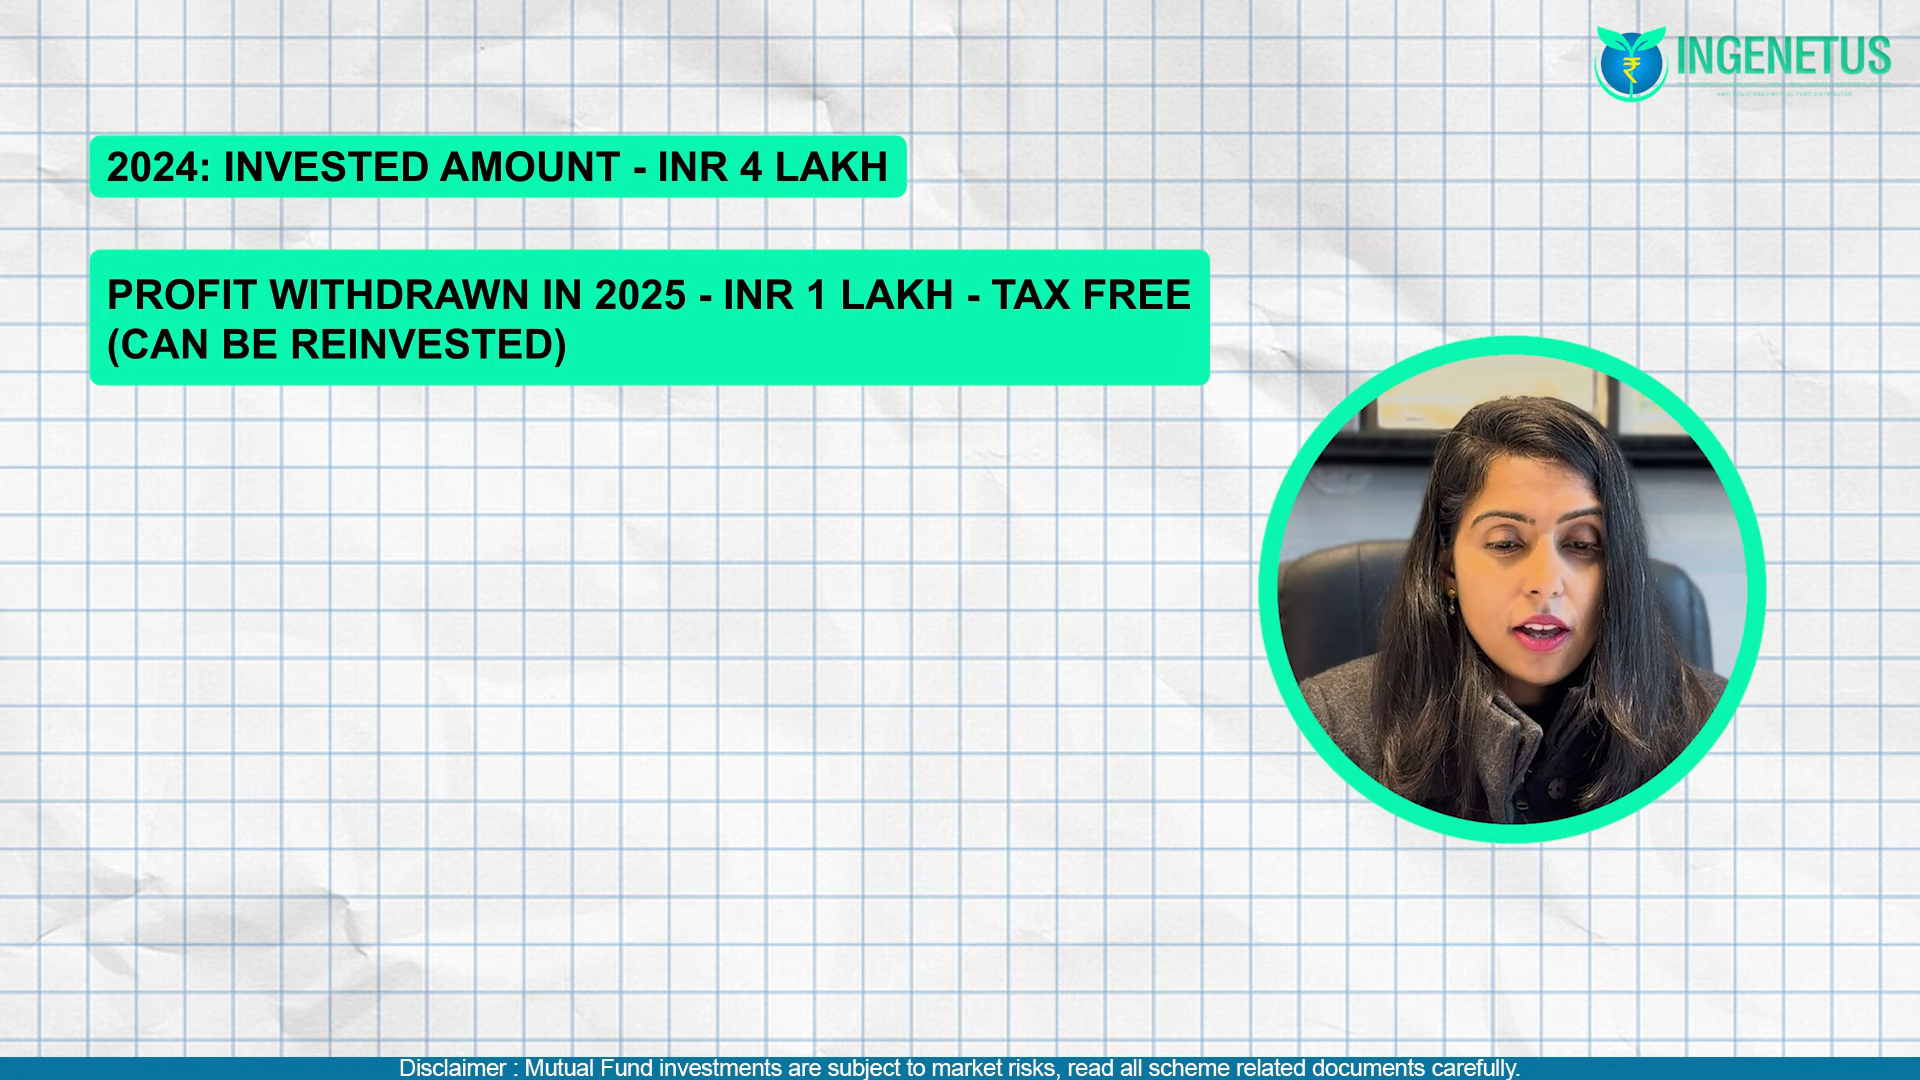 INGENETUS
2024: INVESTED AMOUNT - INR 4 LAKH
PROFIT WITHDRAWN IN 2025 - INR 1 LAKH - TAX FREE
(CAN BE REINVESTED)
Disclaimer : Mutual Fund investments are subject to market risks, read all scheme related documents carefully.